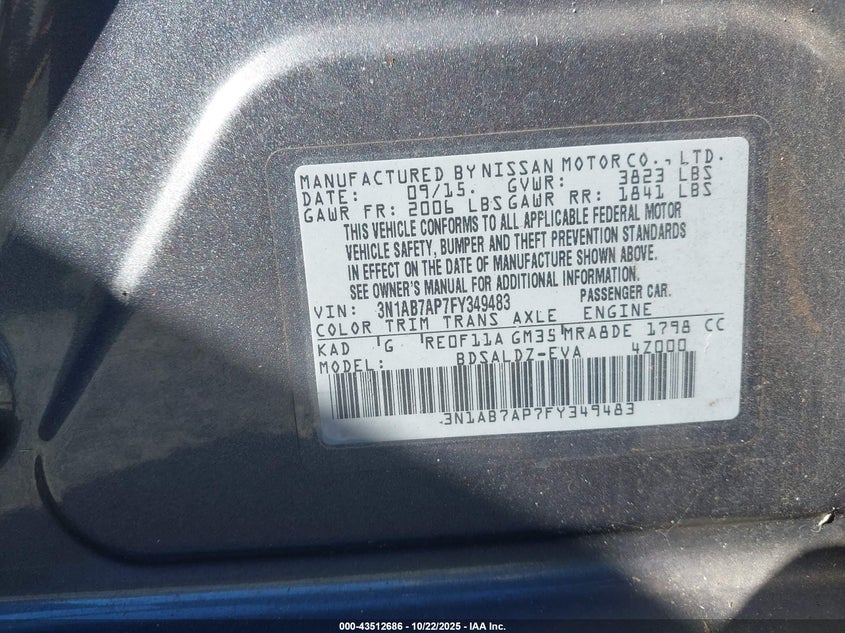 MANUFACTURED BY NISSAN MOTOR CO., LTD.
DATE: 09/15. GVWR: 3823 LBS
GAWR FR: 2006 LBS GAWR RR: 1841 LBS
THIS VEHICLE CONFORMS TO ALL APPLICABLE FEDERAL MOTOR
VEHICLE SAFETY, BUMPER AND THEFT PREVENTION STANDARDS
IN EFFECT ON THE DATE OF MANUFACTURE SHOWN ABOVE.
SEE OWNER'S MANUAL FOR ADDITIONAL INFORMATION.
VIN: 3N1AB7AP7FY349483 PASSENGER CAR.
COLOR TRIM TRANS AXLE ENGINE
KAD G RE0F11A GM35 MRA8DE 1798 CC
MODEL: BDSALDZ-EVA 4Z000
3N1AB7AP7FY349483
000-43512686 - 10/22/2025 - IAA Inc.